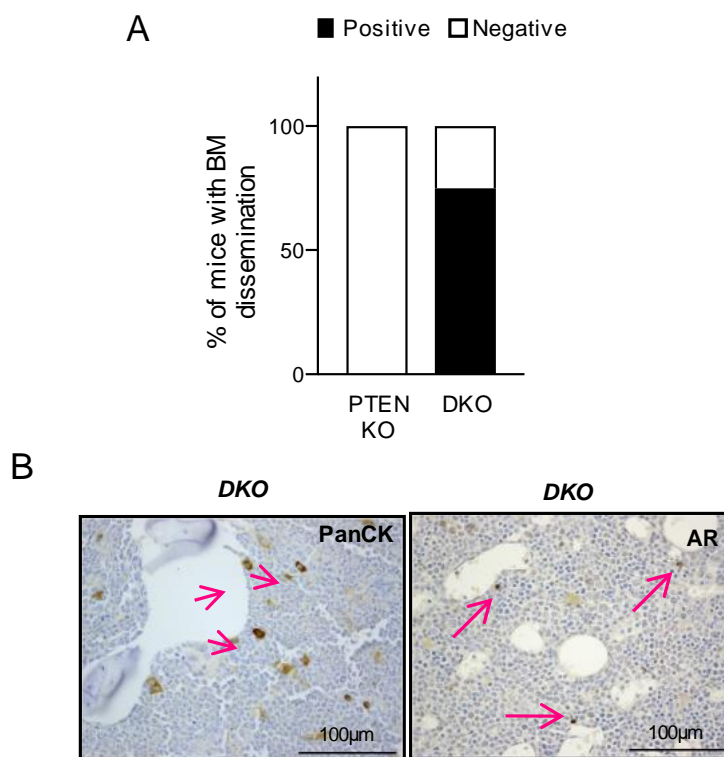 A
Positive Negative
% of mice with BM
dissemination
100
50
0
PTEN
KO
DKO
B
DKO
DKO
PanCK
AR
100µm
100µm